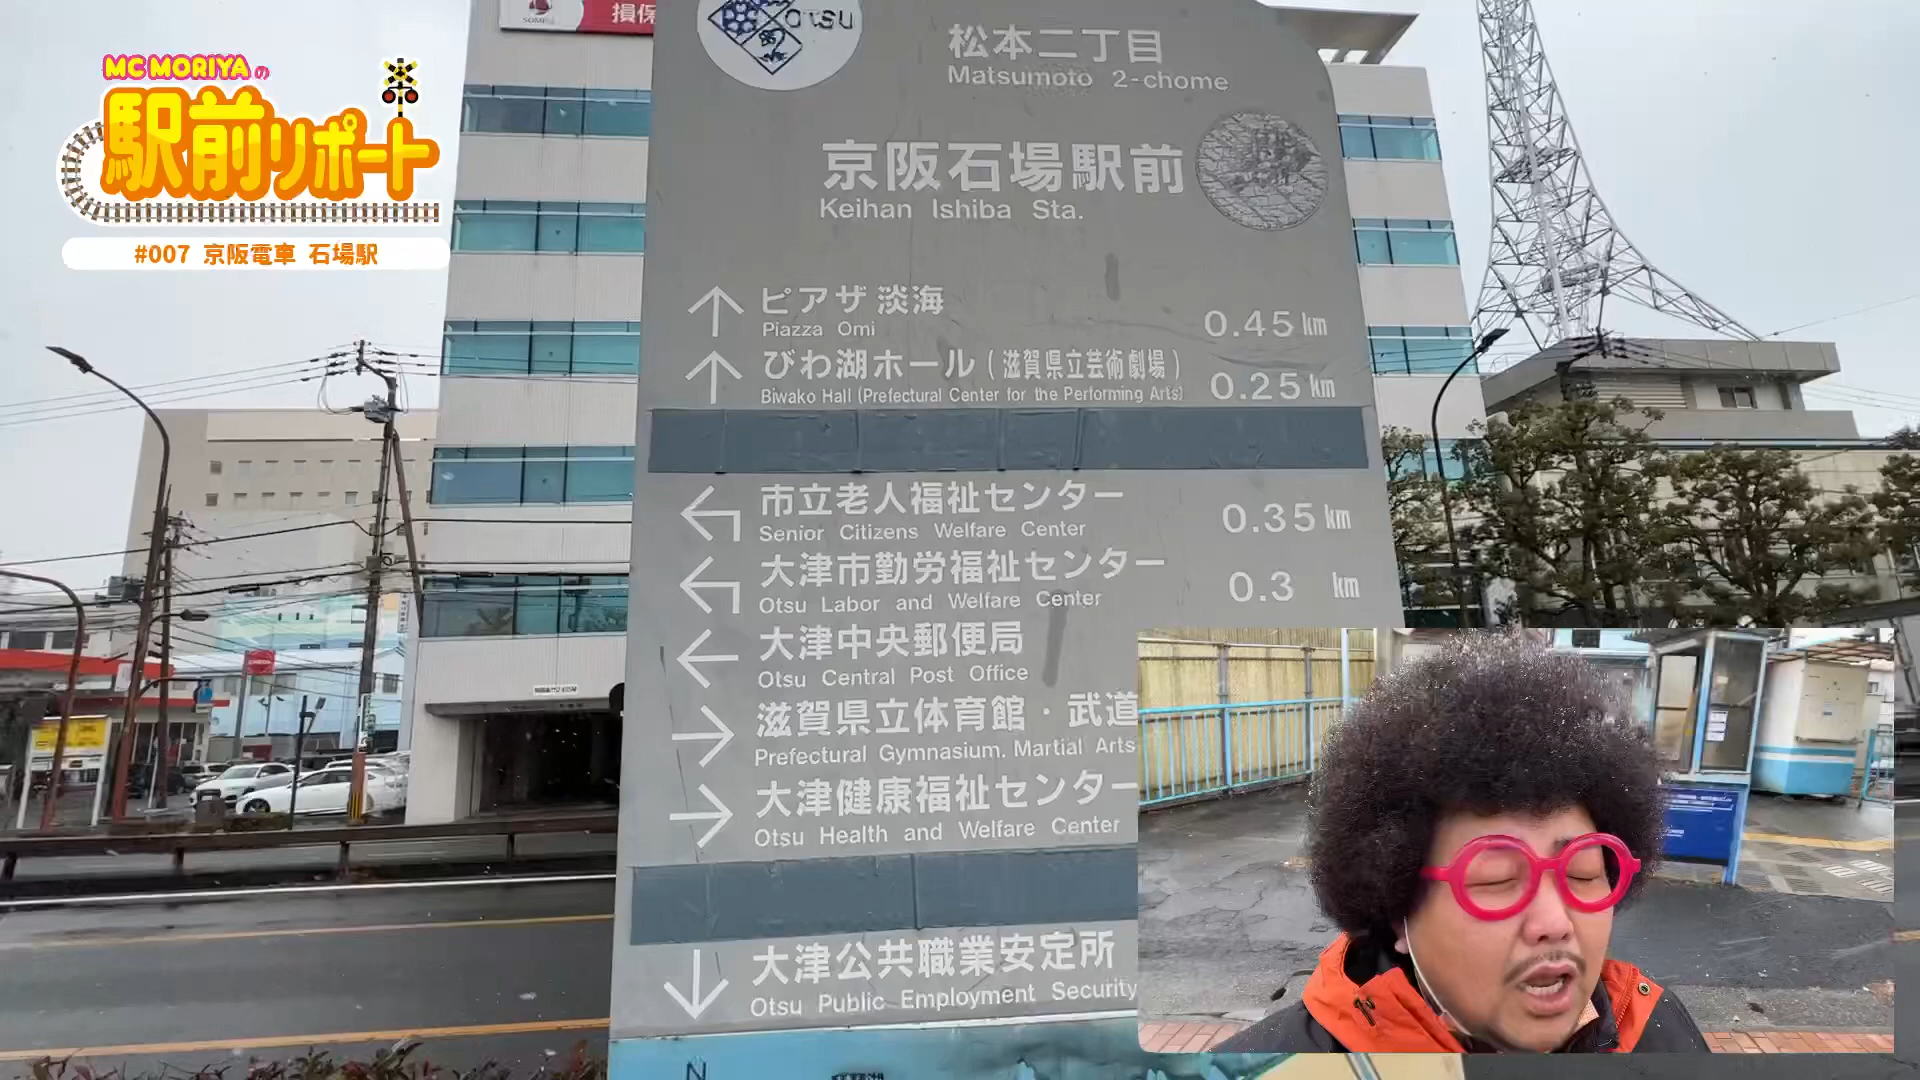 MC MORIYAの
駅前リポート
#007 京阪電車 石場駅
損保
Otsu
松本二丁目
Matsumoto 2-chome
京阪石場駅前
Keihan Ishiba Sta.
ピアザ 淡海
Piazza Omi
0.45 km
びわ湖ホール (滋賀県立芸術劇場)
Biwako Hall (Prefectural Center for the Performing Arts)
0.25 km
市立老人福祉センター
Senior Citizens Welfare Center
0.35 km
大津市勤労福祉センター
Otsu Labor and Welfare Center
0.3 km
大津中央郵便局
Otsu Central Post Office
滋賀県立体育館・武道
Prefectural Gymnasium. Martial Arts
大津健康福祉センター
Otsu Health and Welfare Center
大津公共職業安定所
Otsu Public Employment Security
N